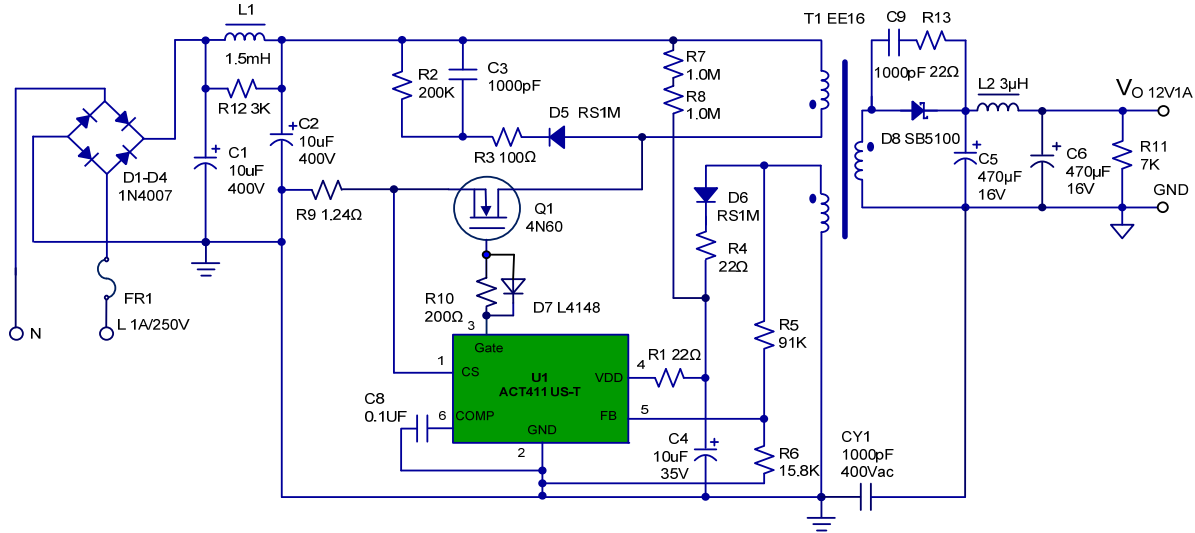 L1
1.5mH
R12 3K
C1
10uF
400V
C2
10uF
400V
D1-D4
1N4007
FR1
N
L 1A/250V
R2
200K
C3
1000pF
R3 100Ω
D5 RS1M
R7
1.0M
R8
1.0M
R9 1.24Ω
Q1
4N60
R10
200Ω
D7 L4148
3
Gate
1
CS
U1
ACT411 US-T
VDD
4
R1 22Ω
FB
5
C8
0.1UF
6
COMP
GND
2
D6
RS1M
R4
22Ω
R5
91K
R6
15.8K
C4
10uF
35V
T1 EE16
C9
R13
1000pF 22Ω
D8 SB5100
L2 3µH
C5
470µF
16V
C6
470µF
16V
VO 12V1A
R11
7K
GND
CY1
1000pF
400Vac